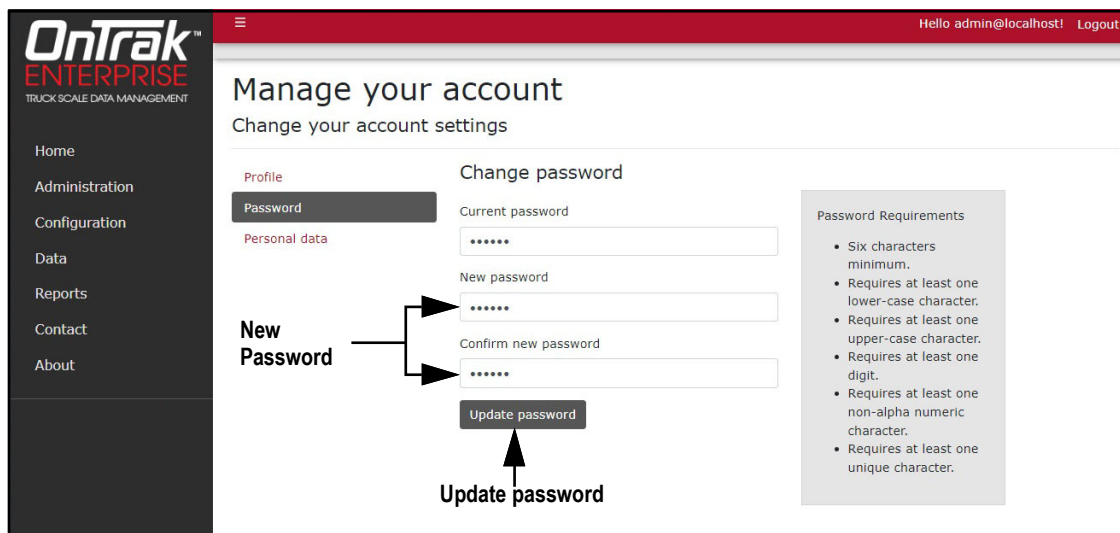 OnTrak™
ENTERPRISE
TRUCK SCALE DATA MANAGEMENT
☰
Hello admin@localhost! Logout
Home
Administration
Configuration
Data
Reports
Contact
About
Manage your account
Change your account settings
Profile
Password
Personal data
Change password
Current password
••••••
New password
••••••
Confirm new password
••••••
Update password
New
Password
Update password
Password Requirements
• Six characters
minimum.
• Requires at least one
lower-case character.
• Requires at least one
upper-case character.
• Requires at least one
digit.
• Requires at least one
non-alpha numeric
character.
• Requires at least one
unique character.